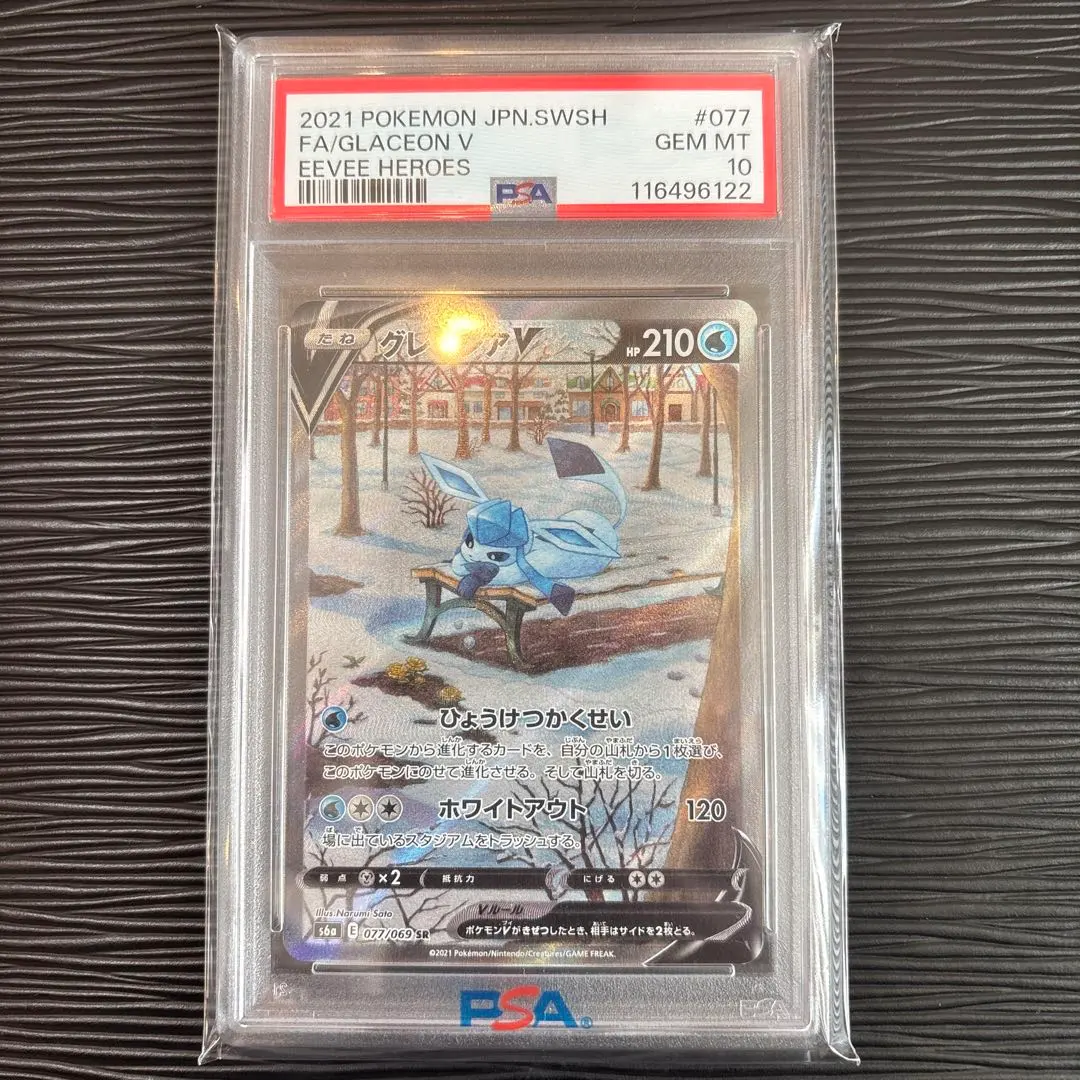 2021 POKEMON JPN.SWSH #077
FA/GLACEON V GEM MT
EEVEE HEROES 10
PSA 116496122
たね グレ アV HP 210
ひょうけつかくせい
このポケモンから進化するカードを、自分の山札から1枚選び、
このポケモンにのせて進化させる。そして山札を切る。
ホワイトアウト 120
場に出ているスタジアムをトラッシュする。
弱点 ×2 抵抗力 にげる
Illus. Narumi Sato
Vルール
s6a E 077/069 SR
ポケモンVがきぜつしたとき、相手はサイドを2枚とる。
©2021 Pokémon/Nintendo/Creatures/GAME FREAK.
PSA®
PSA